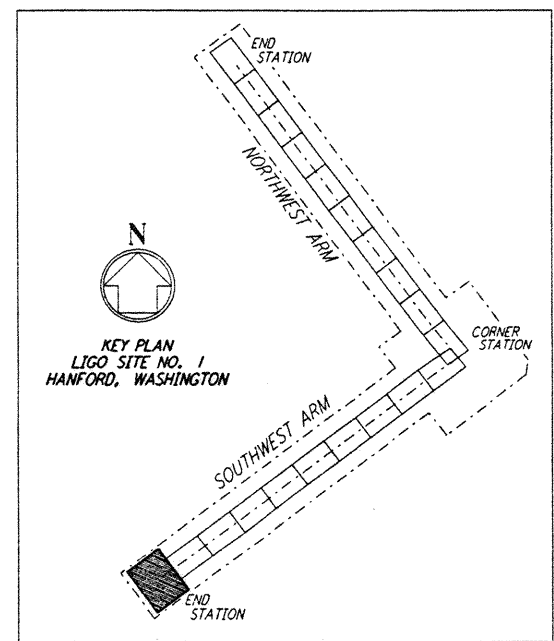 END
STATION
NORTHWEST ARM
N
KEY PLAN
LIGO SITE NO. 1
HANFORD, WASHINGTON
CORNER
STATION
SOUTHWEST ARM
END
STATION